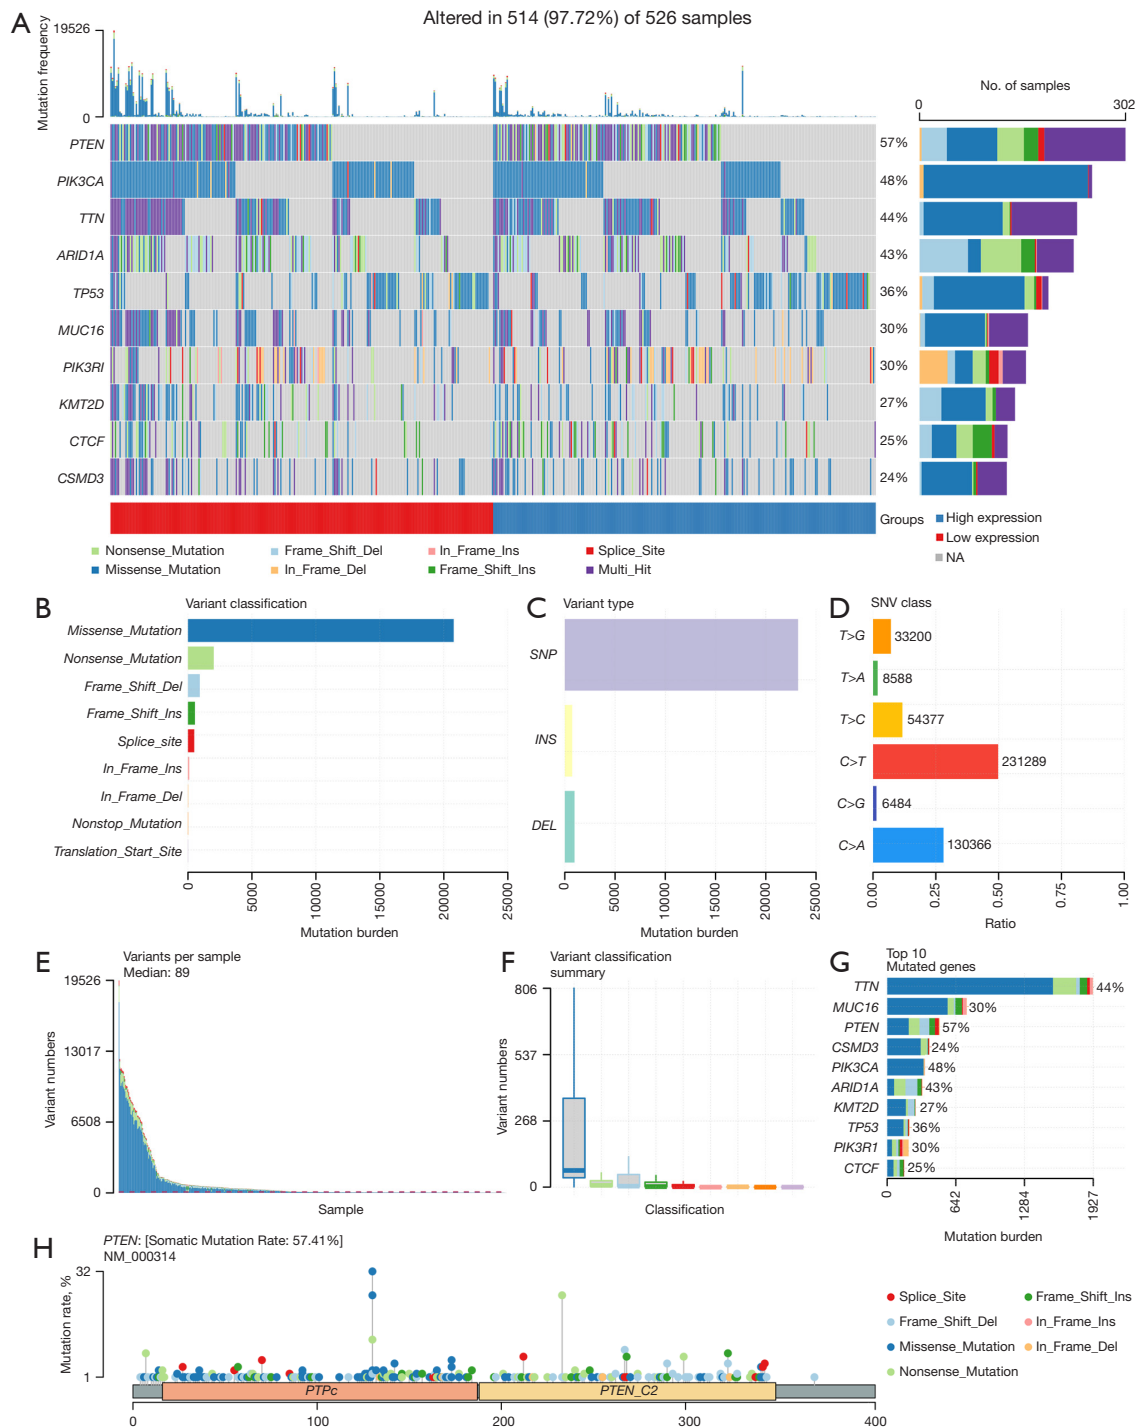 A
Altered in 514 (97.72%) of 526 samples
Mutation frequency
19526
0
No. of samples
0 302
PTEN 57%
PIK3CA 48%
TTN 44%
ARID1A 43%
TP53 36%
MUC16 30%
PIK3RI 30%
KMT2D 27%
CTCF 25%
CSMD3 24%
Groups
High expression
Low expression
NA
Nonsense_Mutation Frame_Shift_Del In_Frame_Ins Splice_Site
Missense_Mutation In_Frame_Del Frame_Shift_Ins Multi_Hit
B
Variant classification
Missense_Mutation
Nonsense_Mutation
Frame_Shift_Del
Frame_Shift_Ins
Splice_site
In_Frame_Ins
In_Frame_Del
Nonstop_Mutation
Translation_Start_Site
0 5000 10000 15000 20000 25000
Mutation burden
C
Variant type
SNP
INS
DEL
0 5000 10000 15000 20000 25000
Mutation burden
D
SNV class
T>G 33200
T>A 8588
T>C 54377
C>T 231289
C>G 6484
C>A 130366
0.00 0.25 0.50 0.75 1.00
Ratio
E
Variants per sample
Median: 89
19526
13017
6508
0
Variant numbers
Sample
F
Variant classification
summary
806
537
268
0
Variant numbers
Classification
G
Top 10
Mutated genes
TTN 44%
MUC16 30%
PTEN 57%
CSMD3 24%
PIK3CA 48%
ARID1A 43%
KMT2D 27%
TP53 36%
PIK3R1 30%
CTCF 25%
0 642 1284 1927
Mutation burden
H
PTEN: [Somatic Mutation Rate: 57.41%]
NM_000314
32
1
Mutation rate, %
PTPc PTEN_C2
0 100 200 300 400
Splice_Site Frame_Shift_Ins
Frame_Shift_Del In_Frame_Ins
Missense_Mutation In_Frame_Del
Nonsense_Mutation